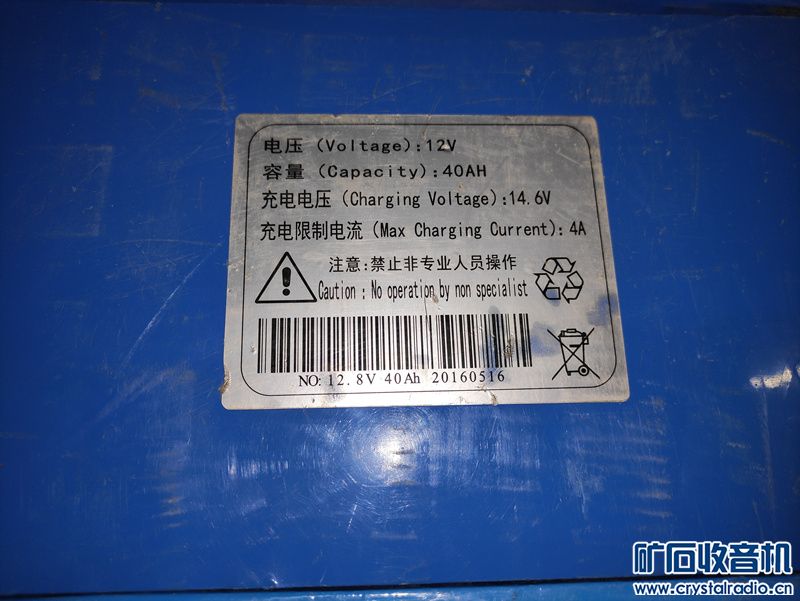 电压 (Voltage):12V
容量 (Capacity):40AH
充电电压 (Charging Voltage):14.6V
充电限制电流 (Max Charging Current): 4A
注意:禁止非专业人员操作
Caution : No operation by non specialist
NO: 12.8V 40Ah 20160516
矿石收音机
www.crystalradio.cn